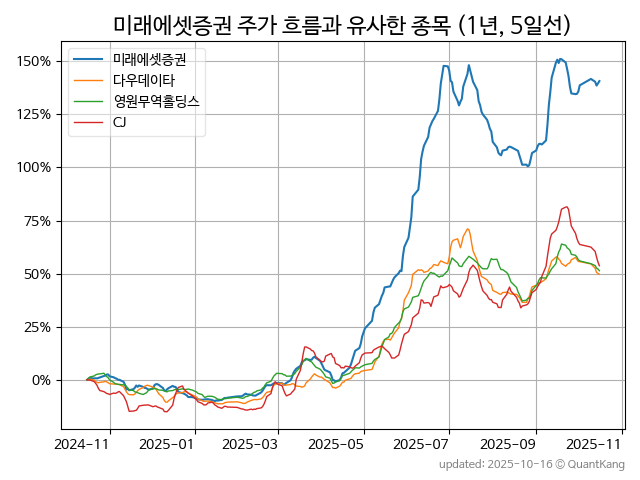 미래에셋증권 주가 흐름과 유사한 종목 (1년, 5일선)
미래에셋증권
다우데이타
영원무역홀딩스
CJ
150%
125%
100%
75%
50%
25%
0%
2024-11
2025-01
2025-03
2025-05
2025-07
2025-09
2025-11
updated: 2025-10-16 © QuantKang